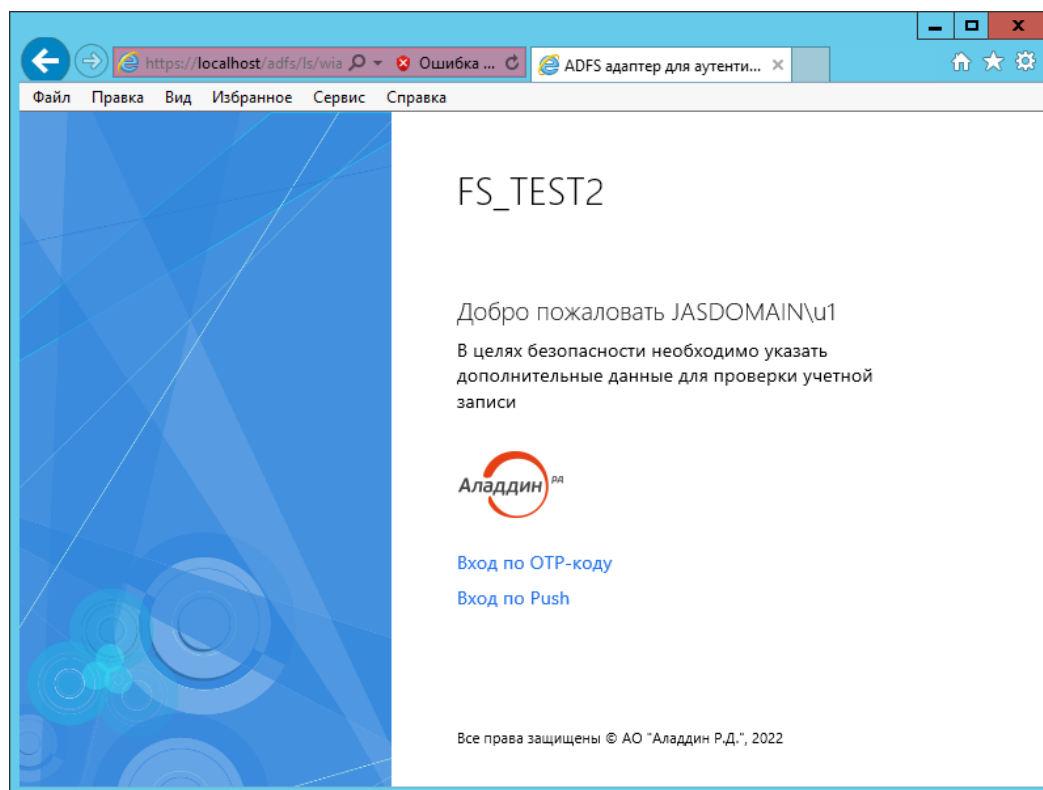 https://localhost/adfs/ls/wia
Ошибка ...
ADFS адаптер для аутенти...
Файл Правка Вид Избранное Сервис Справка
FS_TEST2
Добро пожаловать JASDOMAIN\u1
В целях безопасности необходимо указать
дополнительные данные для проверки учетной
записи
Аладдин РД
Вход по OTP-коду
Вход по Push
Все права защищены © АО "Аладдин Р.Д.", 2022